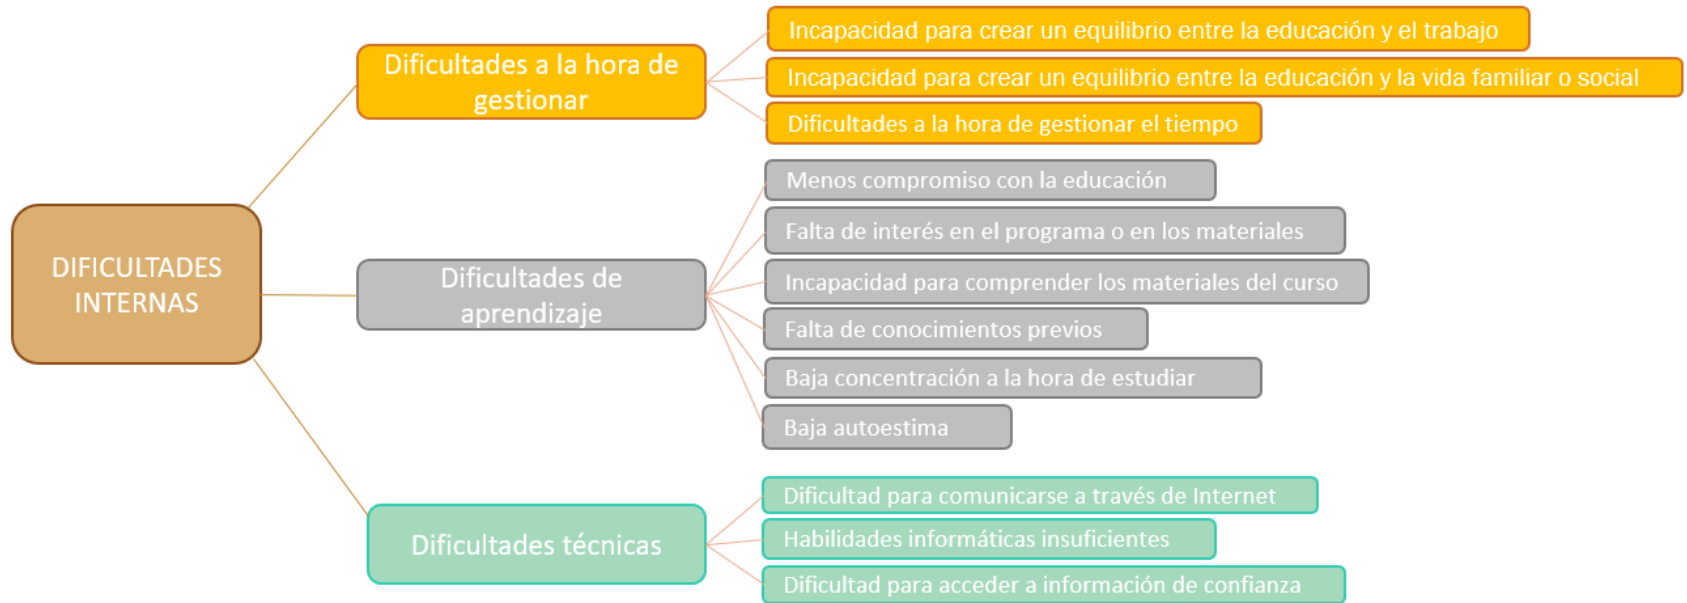 DIFICULTADES
INTERNAS
Dificultades a la hora de
gestionar
Incapacidad para crear un equilibrio entre la educación y el trabajo
Incapacidad para crear un equilibrio entre la educación y la vida familiar o social
Dificultades a la hora de gestionar el tiempo
Dificultades de
aprendizaje
Menos compromiso con la educación
Falta de interés en el programa o en los materiales
Incapacidad para comprender los materiales del curso
Falta de conocimientos previos
Baja concentración a la hora de estudiar
Baja autoestima
Dificultades técnicas
Dificultad para comunicarse a través de Internet
Habilidades informáticas insuficientes
Dificultad para acceder a información de confianza